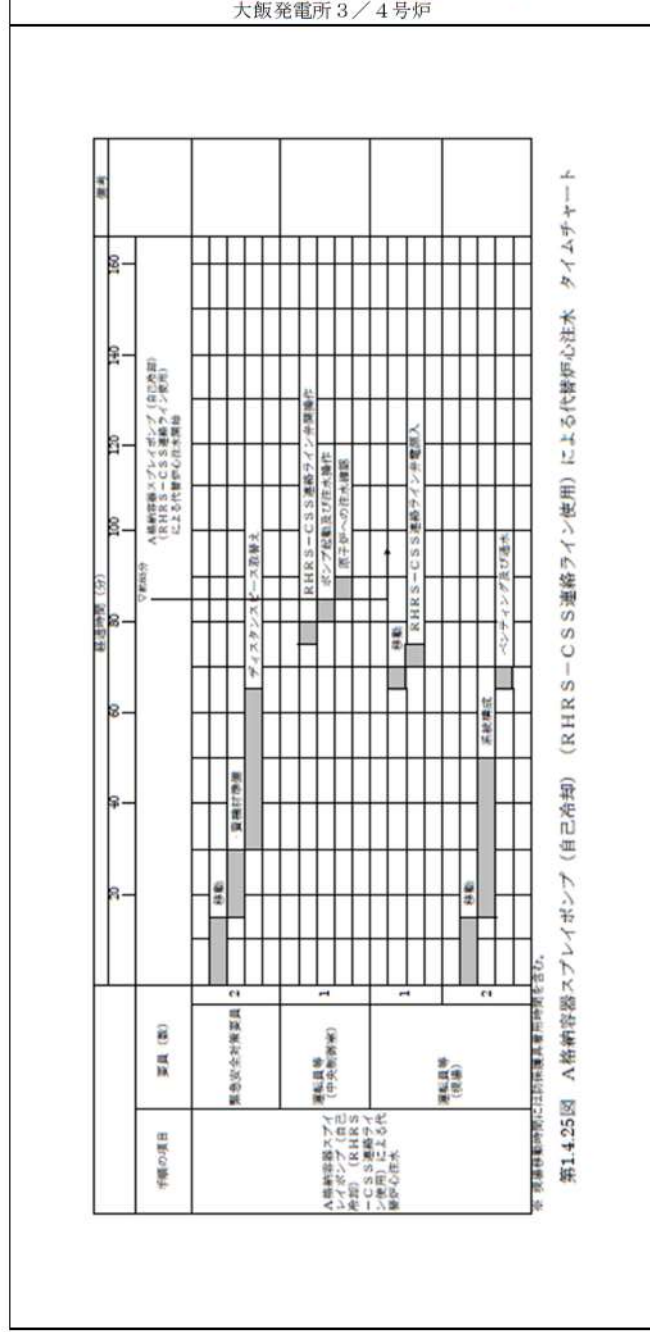 大飯発電所3／4号炉
経過時間（分）
備考
20
40
60
80
100
120
140
160
手順の項目
要員（数）
▽約85分
A格納容器スプレイポンプ（自己冷却）
（RHRS－CSS連絡ライン使用）
による代替炉心注水開始
A格納容器スプレ
イポンプ（自己
冷却）（RHRS
－CSS連絡ライ
ン使用）による代
替炉心注水
緊急安全対策要員
2
移動
資機材準備
ディスタンスピース取替え
運転員等
（中央制御室）
1
RHRS－CSS連絡ライン弁開操作
ポンプ起動及び注水操作
原子炉への注水確認
運転員等
（現場）
1
移動
RHRS－CSS連絡ライン弁電源入
2
移動
系統構成
ベンティング及び通水
※ 現場移動時間には防保護具着用時間を含む。
第1.4.25図 A格納容器スプレイポンプ（自己冷却）（RHRS－CSS連絡ライン使用）による代替炉心注水 タイムチャート